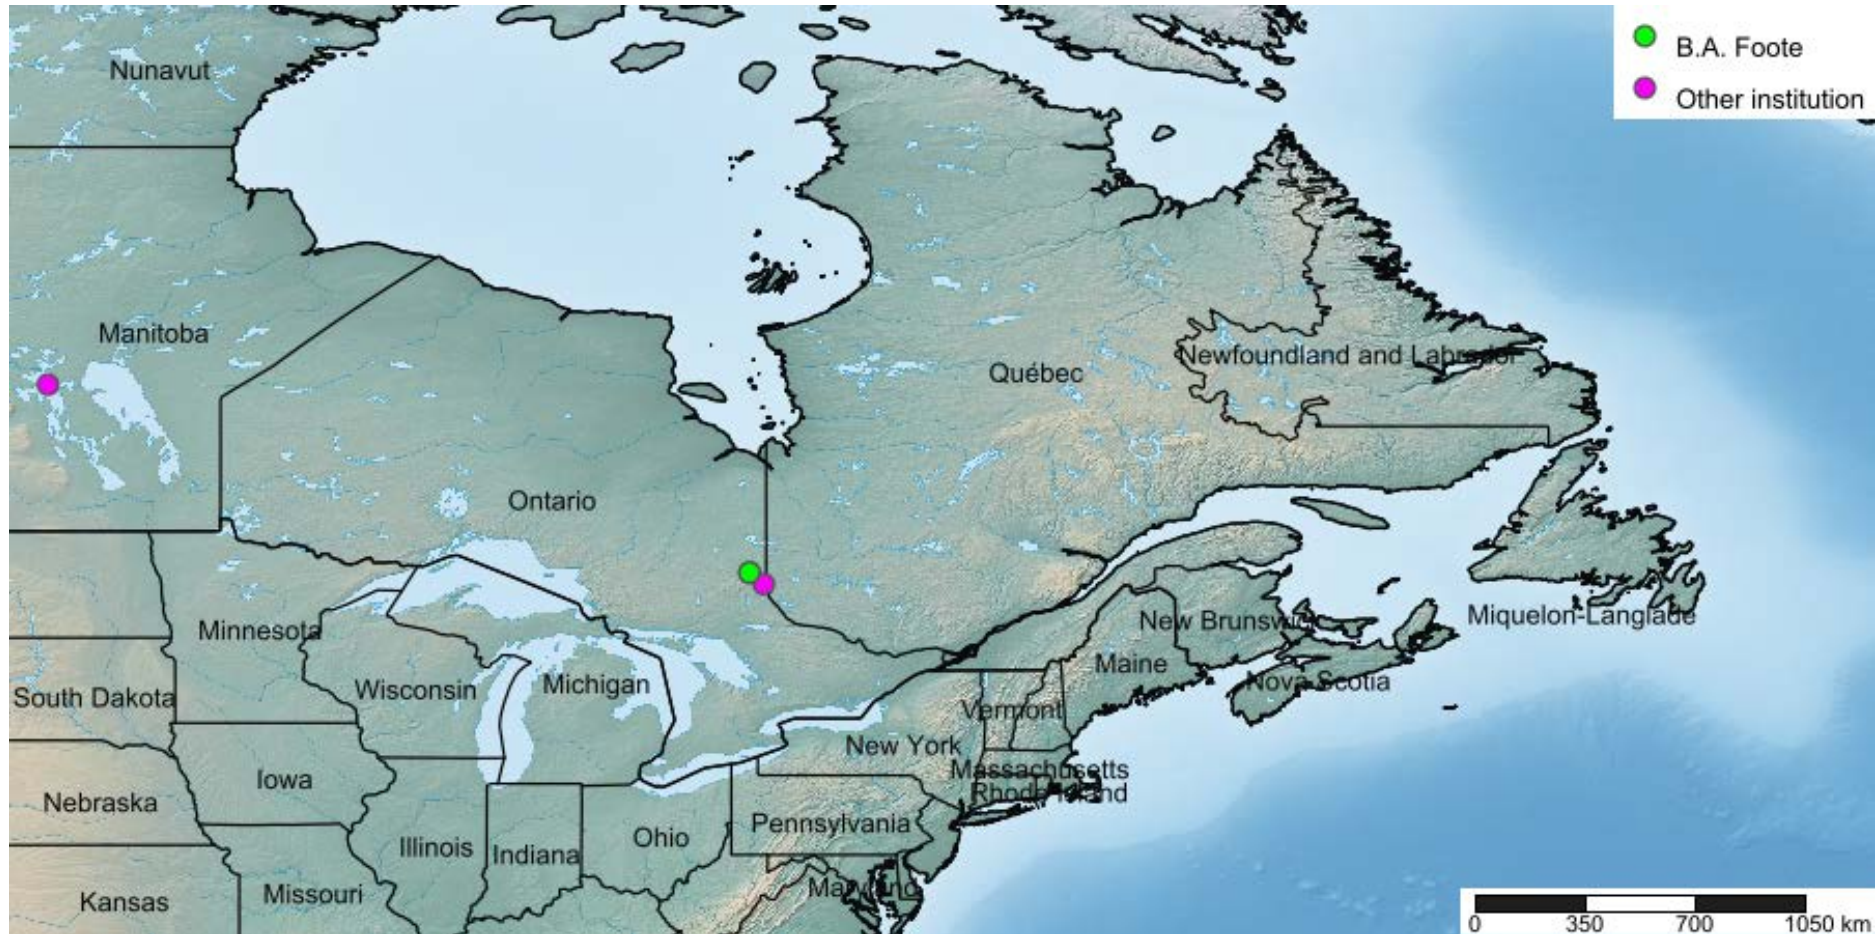 B.A. Foote
Other institution
Nunavut
Manitoba
Newfoundland and Labrador
Québec
Ontario
Miquelon-Langlade
New Brunswick
Minnesota
Maine
Nova Scotia
Michigan
Wisconsin
South Dakota
Vermont
New York
Massachusetts
Iowa
Rhode Island
Nebraska
Pennsylvania
Ohio
Illinois
Indiana
Maryland
Missouri
Kansas
0 350 700 1050 km